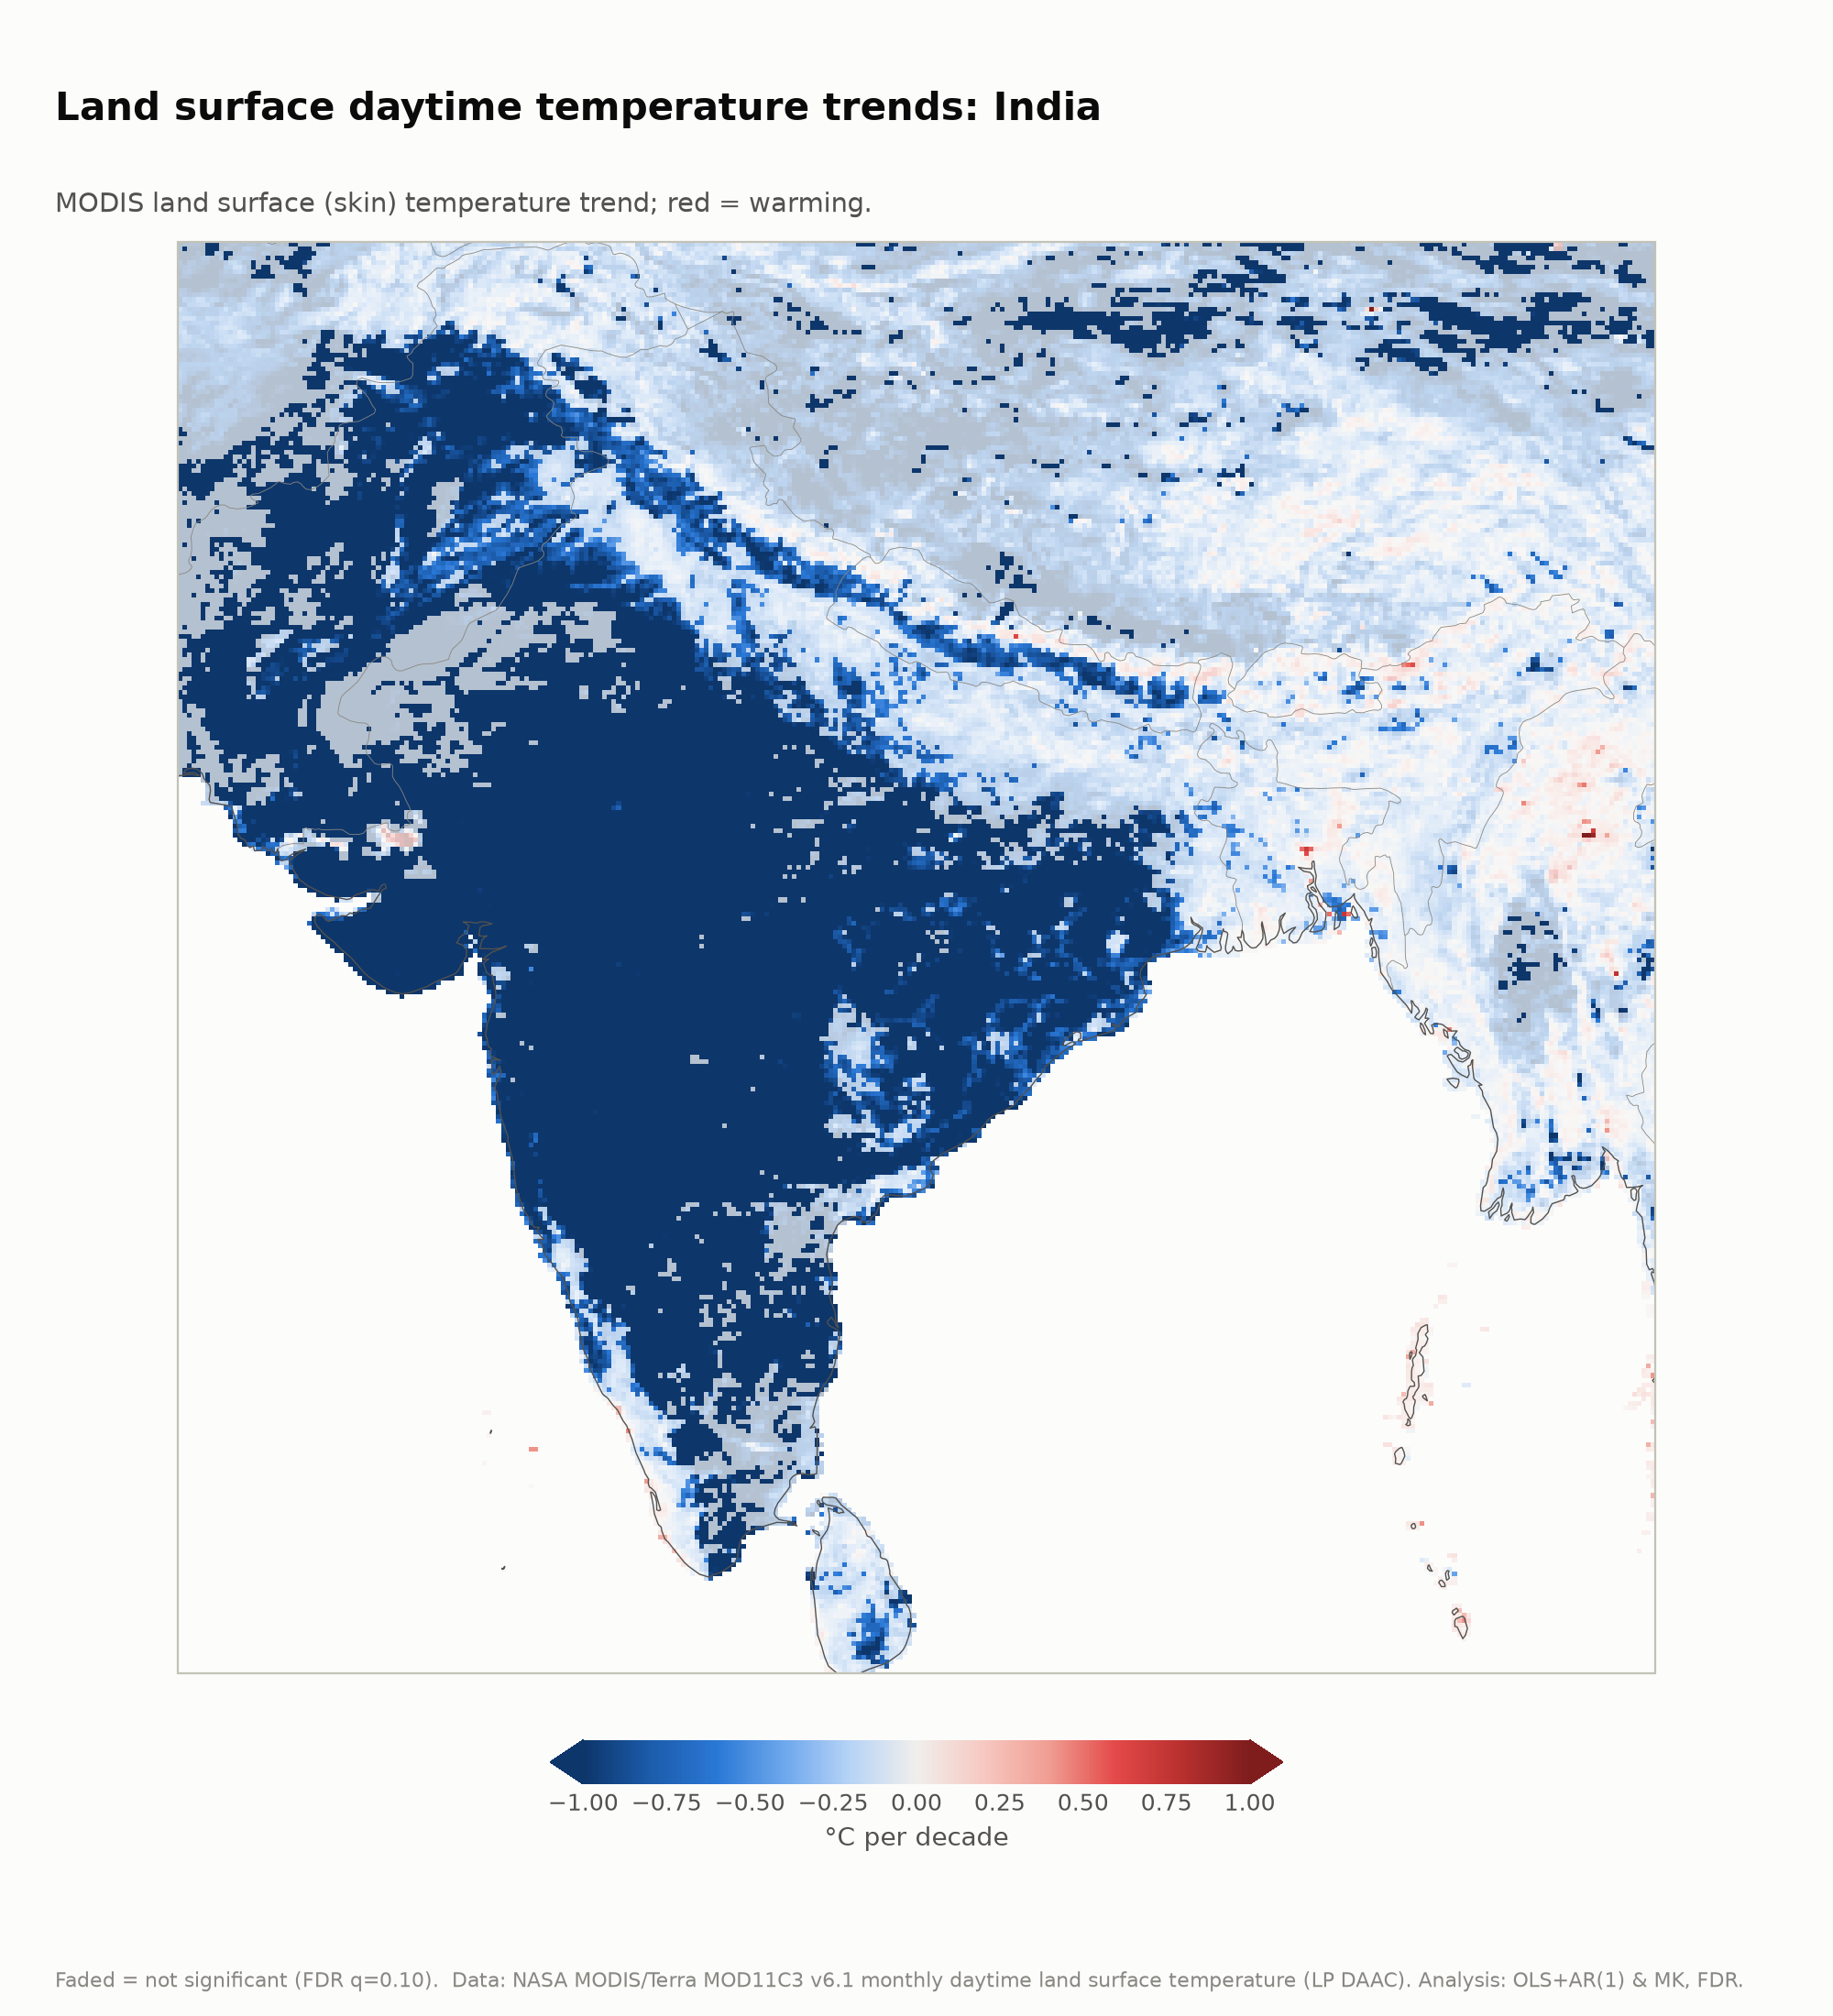 Land surface daytime temperature trends: India
MODIS land surface (skin) temperature trend; red = warming.
−1.00 −0.75 −0.50 −0.25 0.00 0.25 0.50 0.75 1.00
°C per decade
Faded = not significant (FDR q=0.10).  Data: NASA MODIS/Terra MOD11C3 v6.1 monthly daytime land surface temperature (LP DAAC). Analysis: OLS+AR(1) & MK, FDR.